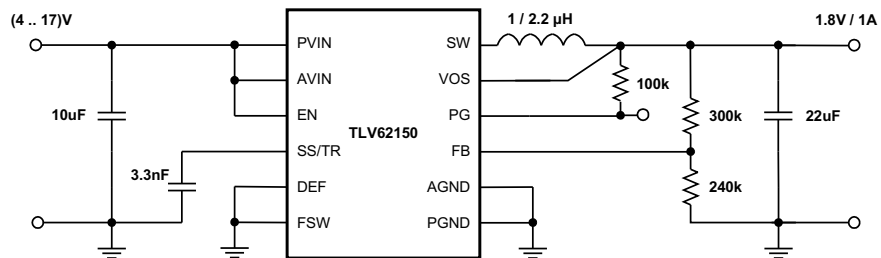 (4 .. 17)V
1 / 2.2 µH
1.8V / 1A
PVIN
SW
AVIN
VOS
100k
10uF
EN
PG
300k
22uF
TLV62150
SS/TR
FB
3.3nF
DEF
AGND
240k
FSW
PGND